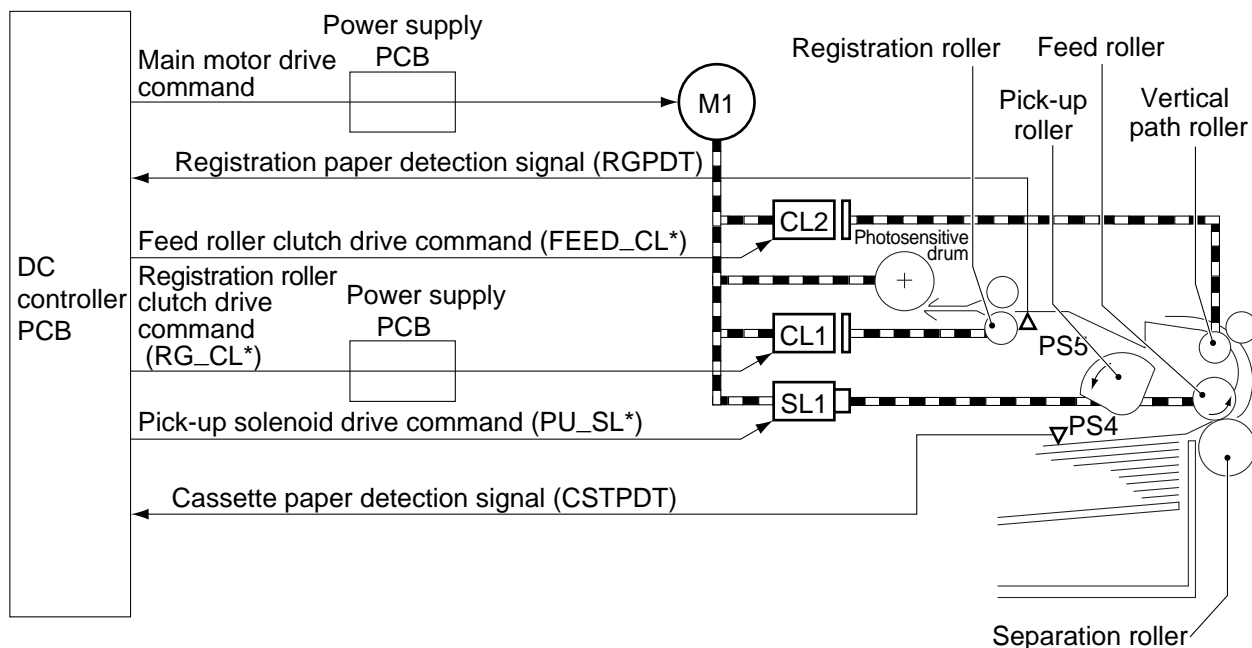 Power supply
PCB
Main motor drive
command
M1
Registration roller
Feed roller
Pick-up
roller
Vertical
path roller
Registration paper detection signal (RGPDT)
CL2
Feed roller clutch drive command (FEED_CL*)
Photosensitive
drum
DC
controller
PCB
Registration roller
clutch drive
command
(RG_CL*)
Power supply
PCB
CL1
PS5
SL1
Pick-up solenoid drive command (PU_SL*)
PS4
Cassette paper detection signal (CSTPDT)
Separation roller